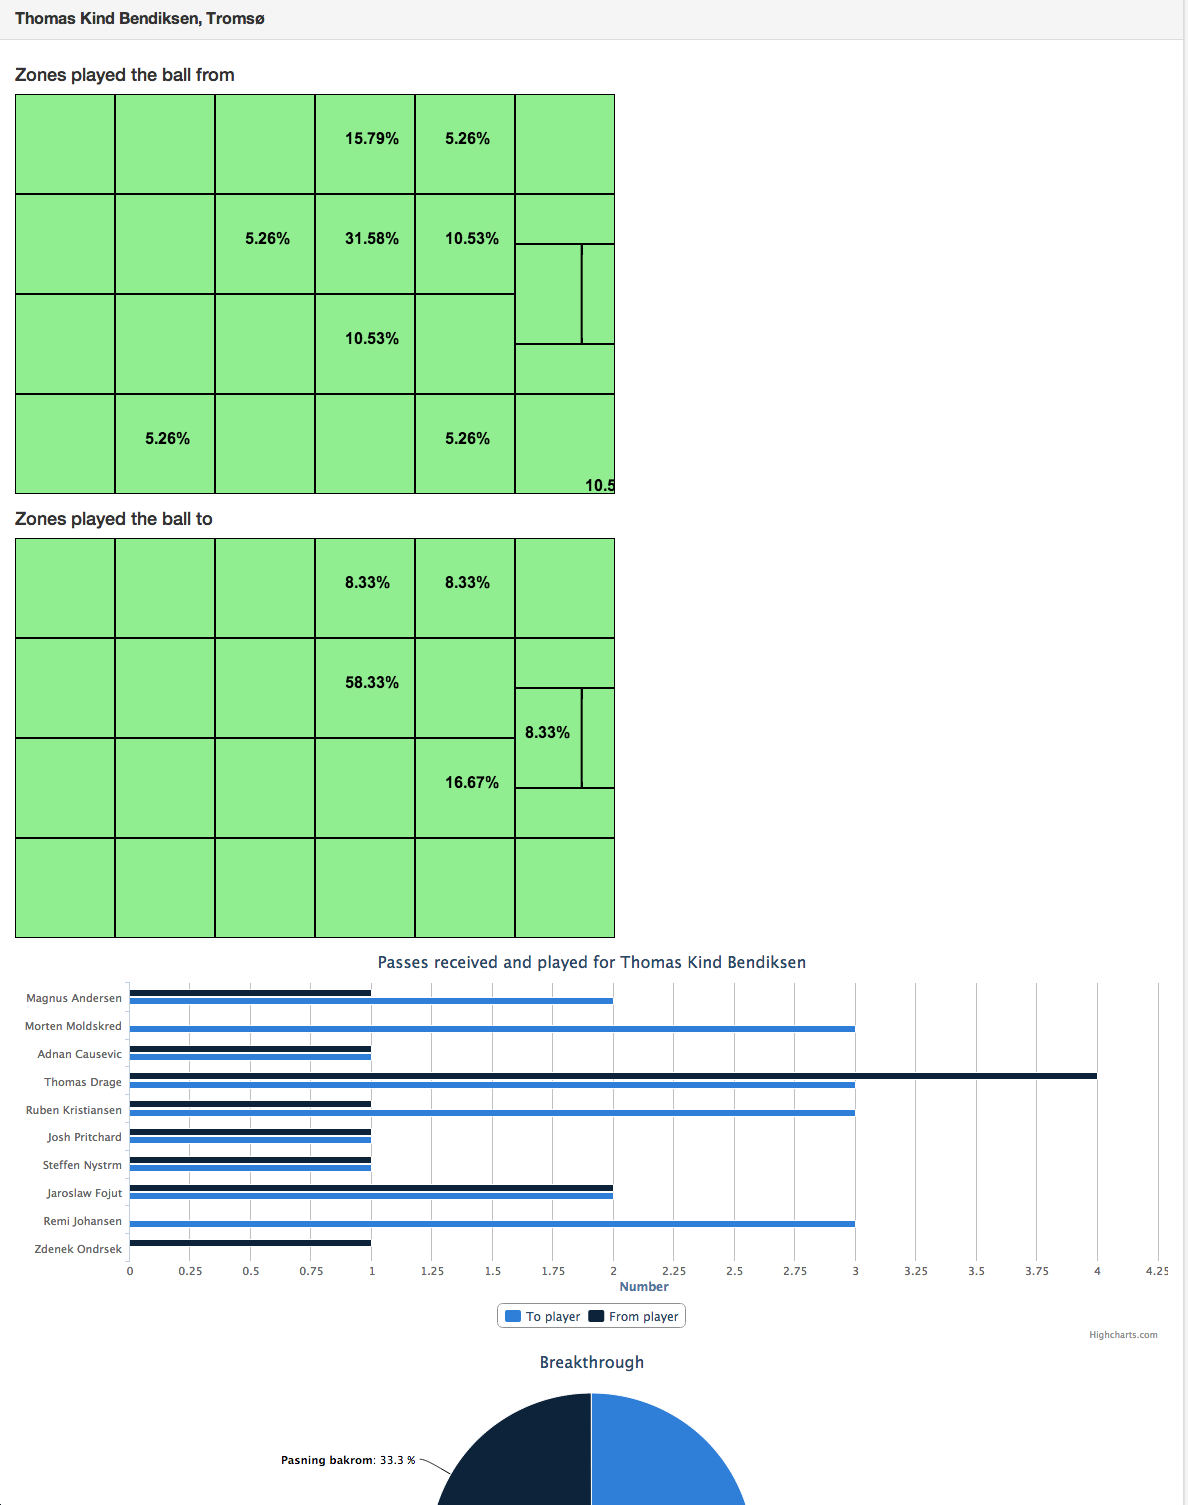 Thomas Kind Bendiksen, Tromsø
Zones played the ball from
15.79% 5.26%
5.26% 31.58% 10.53%
10.53%
5.26% 5.26%
10.5
Zones played the ball to
8.33% 8.33%
58.33%
8.33%
16.67%
Passes received and played for Thomas Kind Bendiksen
Magnus Andersen
Morten Moldskred
Adnan Causevic
Thomas Drage
Ruben Kristiansen
Josh Pritchard
Steffen Nystrm
Jaroslaw Fojut
Remi Johansen
Zdenek Ondrsek
0 0.25 0.5 0.75 1 1.25 1.5 1.75 2 2.25 2.5 2.75 3 3.25 3.5 3.75 4 4.25
Number
To player From player
Highcharts.com
Breakthrough
Pasning bakrom: 33.3 %